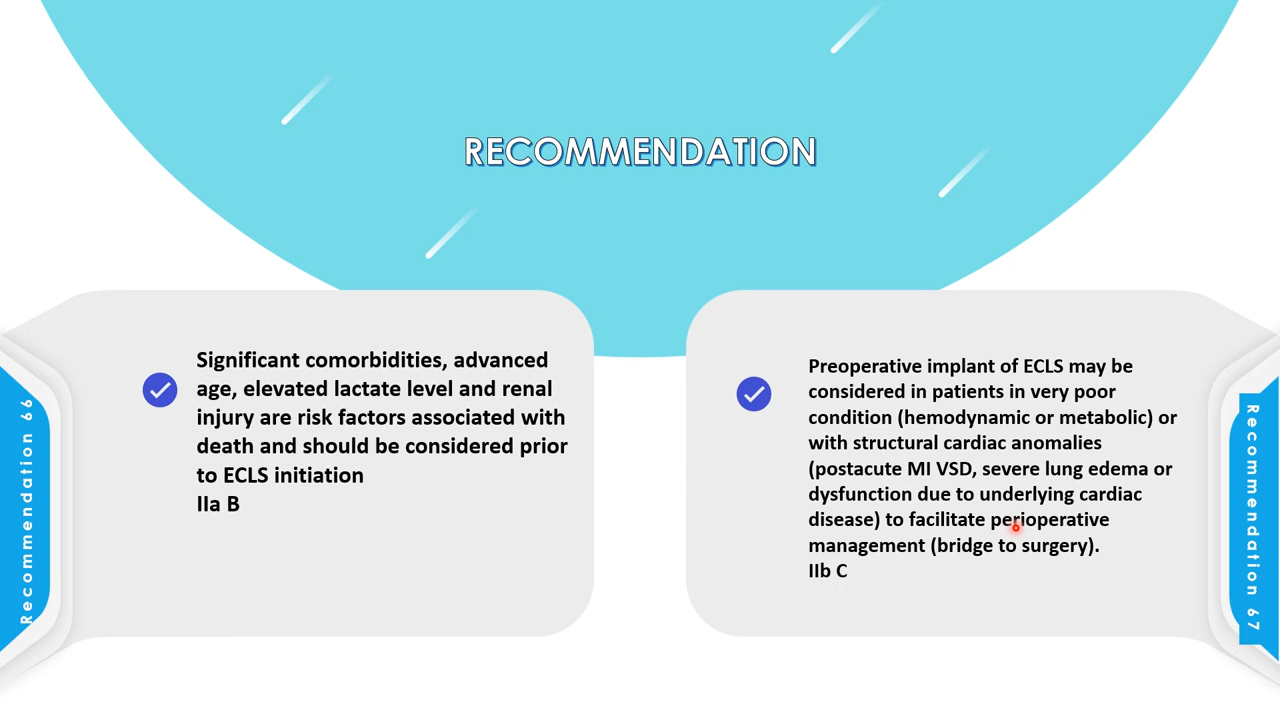 RECOMMENDATION
Recommendation 66
Significant comorbidities, advanced
age, elevated lactate level and renal
injury are risk factors associated with
death and should be considered prior
to ECLS initiation
IIa B
Preoperative implant of ECLS may be
considered in patients in very poor
condition (hemodynamic or metabolic) or
with structural cardiac anomalies
(postacute MI VSD, severe lung edema or
dysfunction due to underlying cardiac
disease) to facilitate perioperative
management (bridge to surgery).
IIb C
Recommendation 67